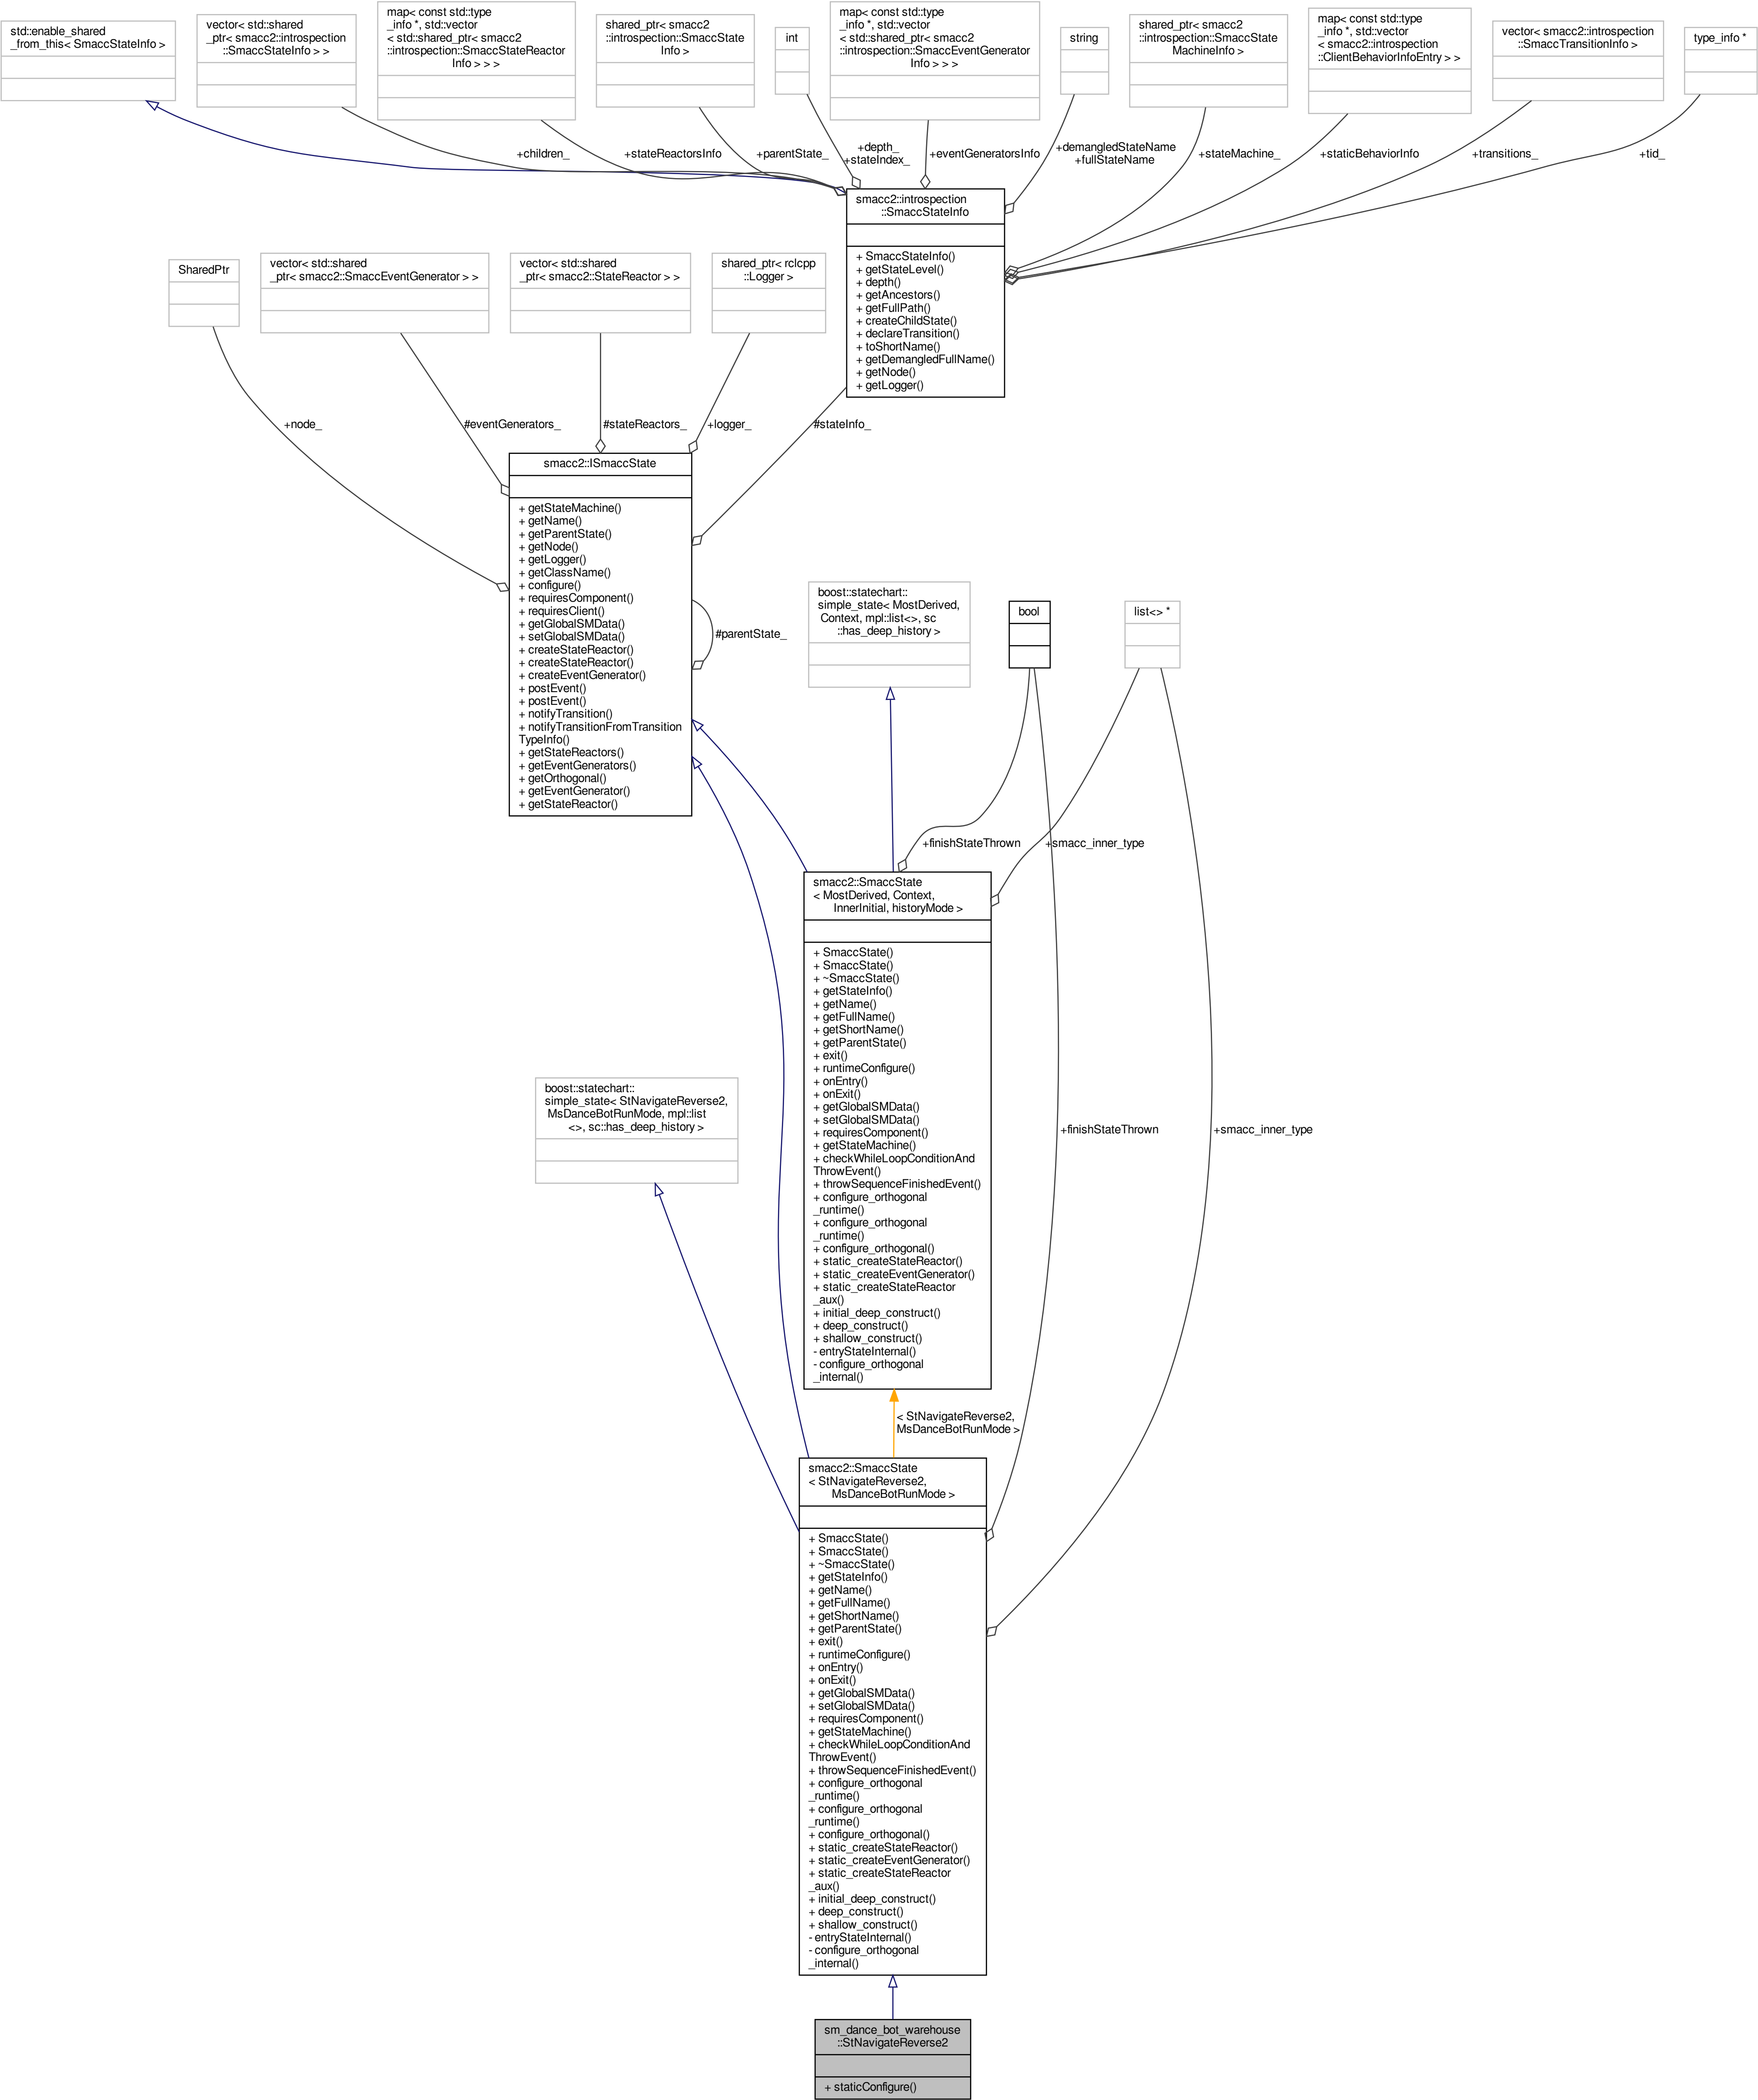 std::enable_shared
_from_this< SmaccStateInfo >
vector< std::shared
_ptr< smacc2::introspection
::SmaccStateInfo > >
map< const std::type
_info *, std::vector
< std::shared_ptr< smacc2
::introspection::SmaccStateReactor
Info > > >
shared_ptr< smacc2
::introspection::SmaccState
Info >
int
map< const std::type
_info *, std::vector
< std::shared_ptr< smacc2
::introspection::SmaccEventGenerator
Info > > >
string
shared_ptr< smacc2
::introspection::SmaccState
MachineInfo >
map< const std::type
_info *, std::vector
< smacc2::introspection
::ClientBehaviorInfoEntry > >
vector< smacc2::introspection
::SmaccTransitionInfo >
type_info *
+children_
+stateReactorsInfo
+parentState_
+depth_
+stateIndex_
+eventGeneratorsInfo
+demangledStateName
+fullStateName
+stateMachine_
+staticBehaviorInfo
+transitions_
+tid_
smacc2::introspection
::SmaccStateInfo
+ SmaccStateInfo()
+ getStateLevel()
+ depth()
+ getAncestors()
+ getFullPath()
+ createChildState()
+ declareTransition()
+ toShortName()
+ getDemangledFullName()
+ getNode()
+ getLogger()
SharedPtr
vector< std::shared
_ptr< smacc2::SmaccEventGenerator > >
vector< std::shared
_ptr< smacc2::StateReactor > >
shared_ptr< rclcpp
::Logger >
+node_
#eventGenerators_
#stateReactors_
+logger_
#stateInfo_
smacc2::ISmaccState
+ getStateMachine()
+ getName()
+ getParentState()
+ getNode()
+ getLogger()
+ getClassName()
+ configure()
+ requiresComponent()
+ requiresClient()
+ getGlobalSMData()
+ setGlobalSMData()
+ createStateReactor()
+ createStateReactor()
+ createEventGenerator()
+ postEvent()
+ postEvent()
+ notifyTransition()
+ notifyTransitionFromTransition
TypeInfo()
+ getStateReactors()
+ getEventGenerators()
+ getOrthogonal()
+ getEventGenerator()
+ getStateReactor()
#parentState_
boost::statechart::
simple_state< MostDerived,
Context, mpl::list<>, sc
::has_deep_history >
bool
list<> *
+finishStateThrown
+smacc_inner_type
smacc2::SmaccState
< MostDerived, Context,
InnerInitial, historyMode >
+ SmaccState()
+ SmaccState()
+ ~SmaccState()
+ getStateInfo()
+ getName()
+ getFullName()
+ getShortName()
+ getParentState()
+ exit()
+ runtimeConfigure()
+ onEntry()
+ onExit()
+ getGlobalSMData()
+ setGlobalSMData()
+ requiresComponent()
+ getStateMachine()
+ checkWhileLoopConditionAnd
ThrowEvent()
+ throwSequenceFinishedEvent()
+ configure_orthogonal
_runtime()
+ configure_orthogonal
_runtime()
+ configure_orthogonal()
+ static_createStateReactor()
+ static_createEventGenerator()
+ static_createStateReactor
_aux()
+ initial_deep_construct()
+ deep_construct()
+ shallow_construct()
- entryStateInternal()
- configure_orthogonal
_internal()
boost::statechart::
simple_state< StNavigateReverse2,
MsDanceBotRunMode, mpl::list
<>, sc::has_deep_history >
+finishStateThrown
+smacc_inner_type
< StNavigateReverse2,
MsDanceBotRunMode >
smacc2::SmaccState
< StNavigateReverse2,
MsDanceBotRunMode >
+ SmaccState()
+ SmaccState()
+ ~SmaccState()
+ getStateInfo()
+ getName()
+ getFullName()
+ getShortName()
+ getParentState()
+ exit()
+ runtimeConfigure()
+ onEntry()
+ onExit()
+ getGlobalSMData()
+ setGlobalSMData()
+ requiresComponent()
+ getStateMachine()
+ checkWhileLoopConditionAnd
ThrowEvent()
+ throwSequenceFinishedEvent()
+ configure_orthogonal
_runtime()
+ configure_orthogonal
_runtime()
+ configure_orthogonal()
+ static_createStateReactor()
+ static_createEventGenerator()
+ static_createStateReactor
_aux()
+ initial_deep_construct()
+ deep_construct()
+ shallow_construct()
- entryStateInternal()
- configure_orthogonal
_internal()
sm_dance_bot_warehouse
::StNavigateReverse2
+ staticConfigure()